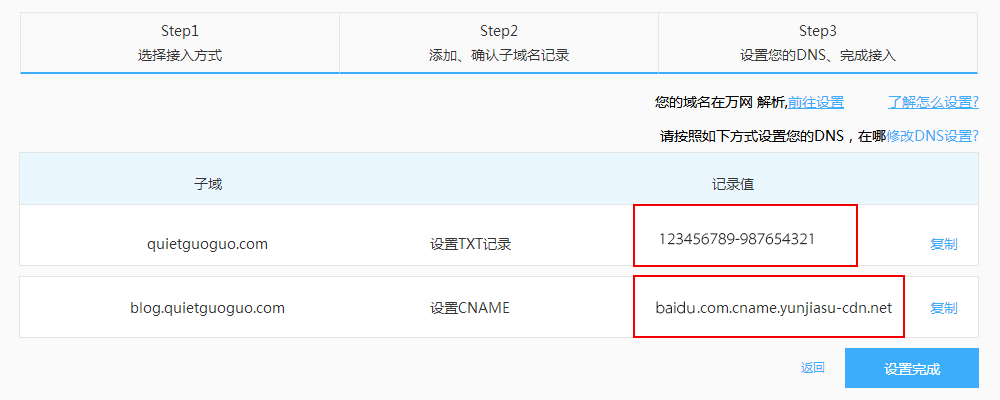 Step1
选择接入方式
Step2
添加、确认子域名记录
Step3
设置您的DNS、完成接入
您的域名在万网 解析,前往设置 了解怎么设置?
请按照如下方式设置您的DNS，在哪修改DNS设置?
子域 记录值
quietguoguo.com 设置TXT记录 123456789-987654321 复制
blog.quietguoguo.com 设置CNAME baidu.com.cname.yunjiasu-cdn.net 复制
返回 设置完成